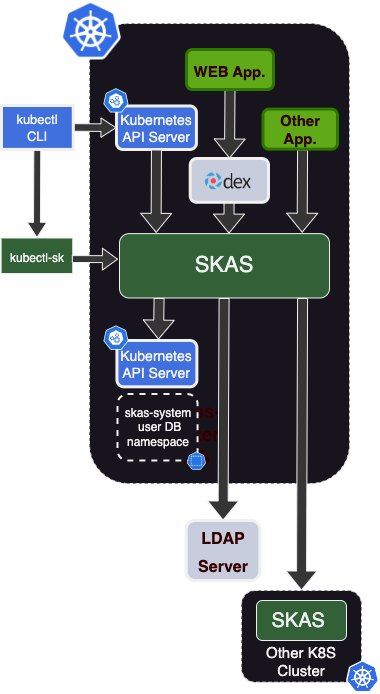 WEB App.
kubectl
CLI
Kubernetes
API Server
Other
App.
dex
kubectl-sk
SKAS
Kubernetes
API Server
skas-system
user DB
namespace
LDAP
Server
SKAS
Other K8S
Cluster